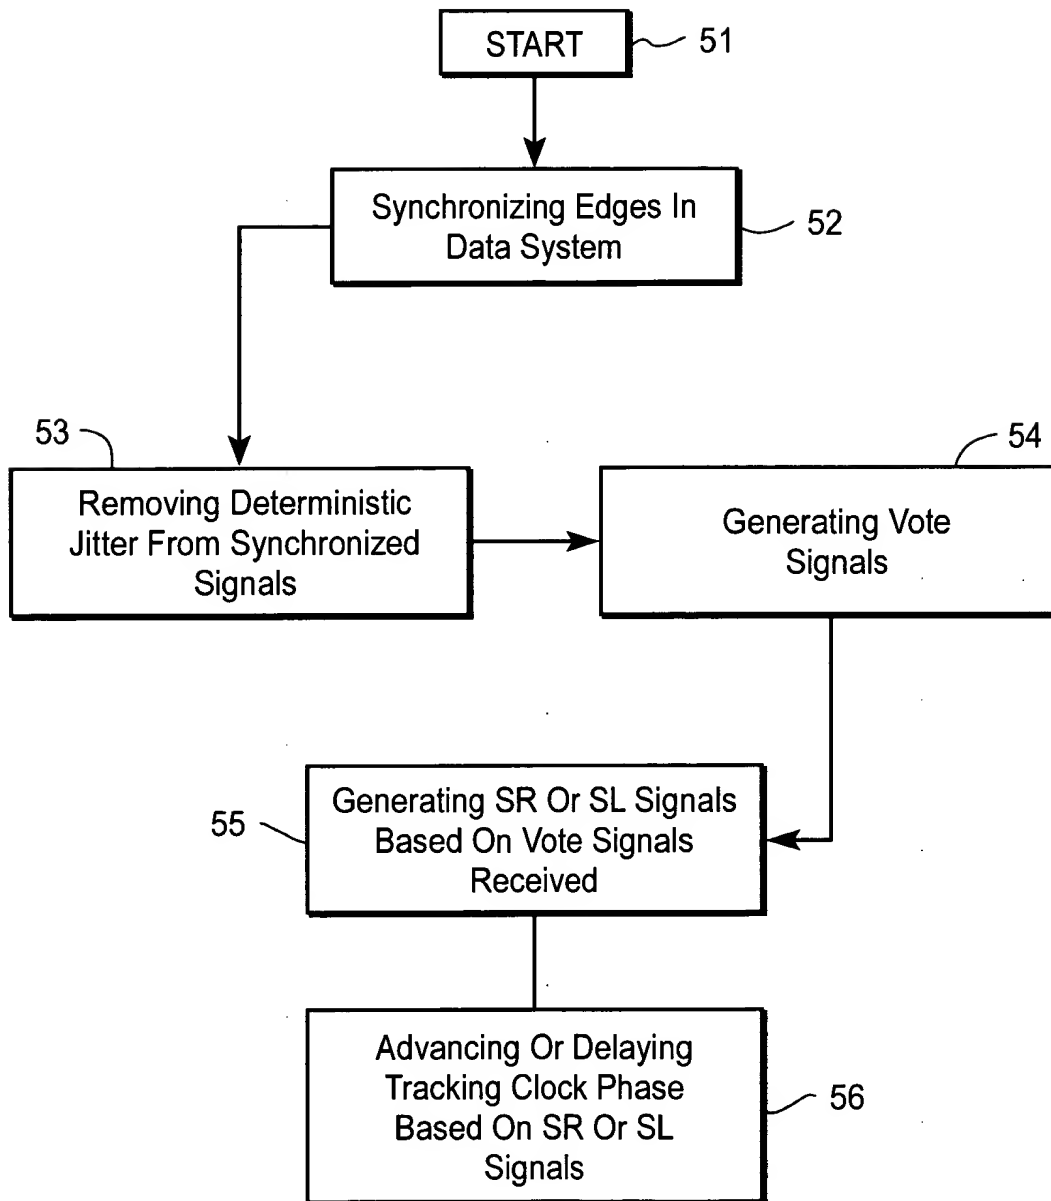 START
51
Synchronizing Edges In
Data System
52
53
Removing Deterministic
Jitter From Synchronized
Signals
54
Generating Vote
Signals
55
Generating SR Or SL Signals
Based On Vote Signals
Received
Advancing Or Delaying
Tracking Clock Phase
Based On SR Or SL
Signals
56